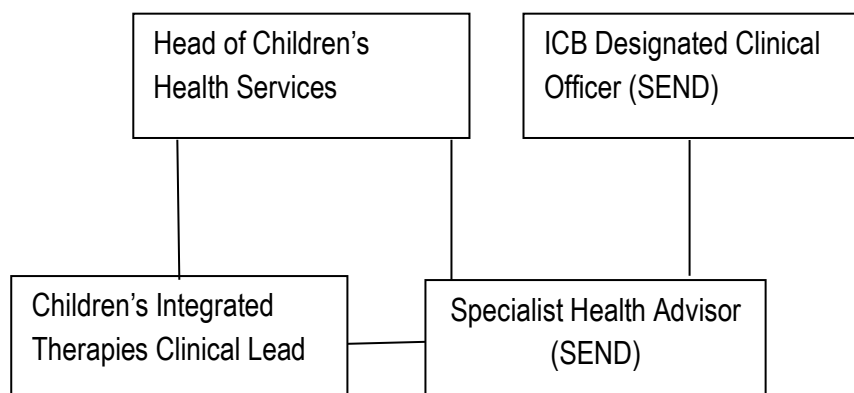 Head of Children's
Health Services
ICB Designated Clinical
Officer (SEND)
Children's Integrated
Therapies Clinical Lead
Specialist Health Advisor
(SEND)